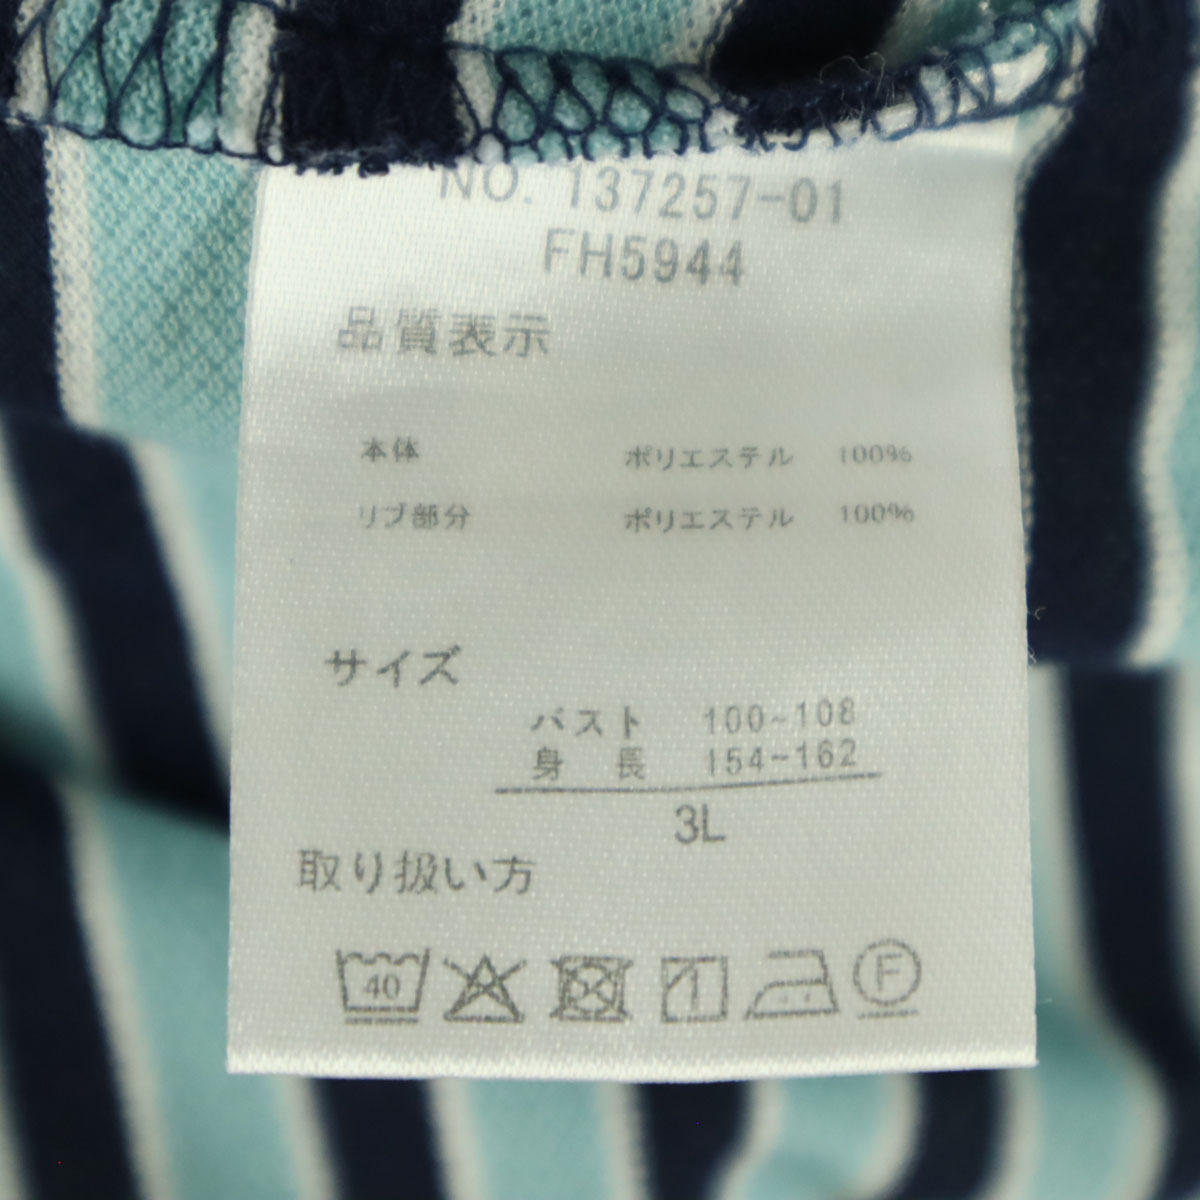 NO. 137257-01
FH5944
品質表示
本体 ポリエステル 100%
リブ部分 ポリエステル 100%
サイズ
バスト 100~108
身 長 154-162
3L
取り扱い方
40 F